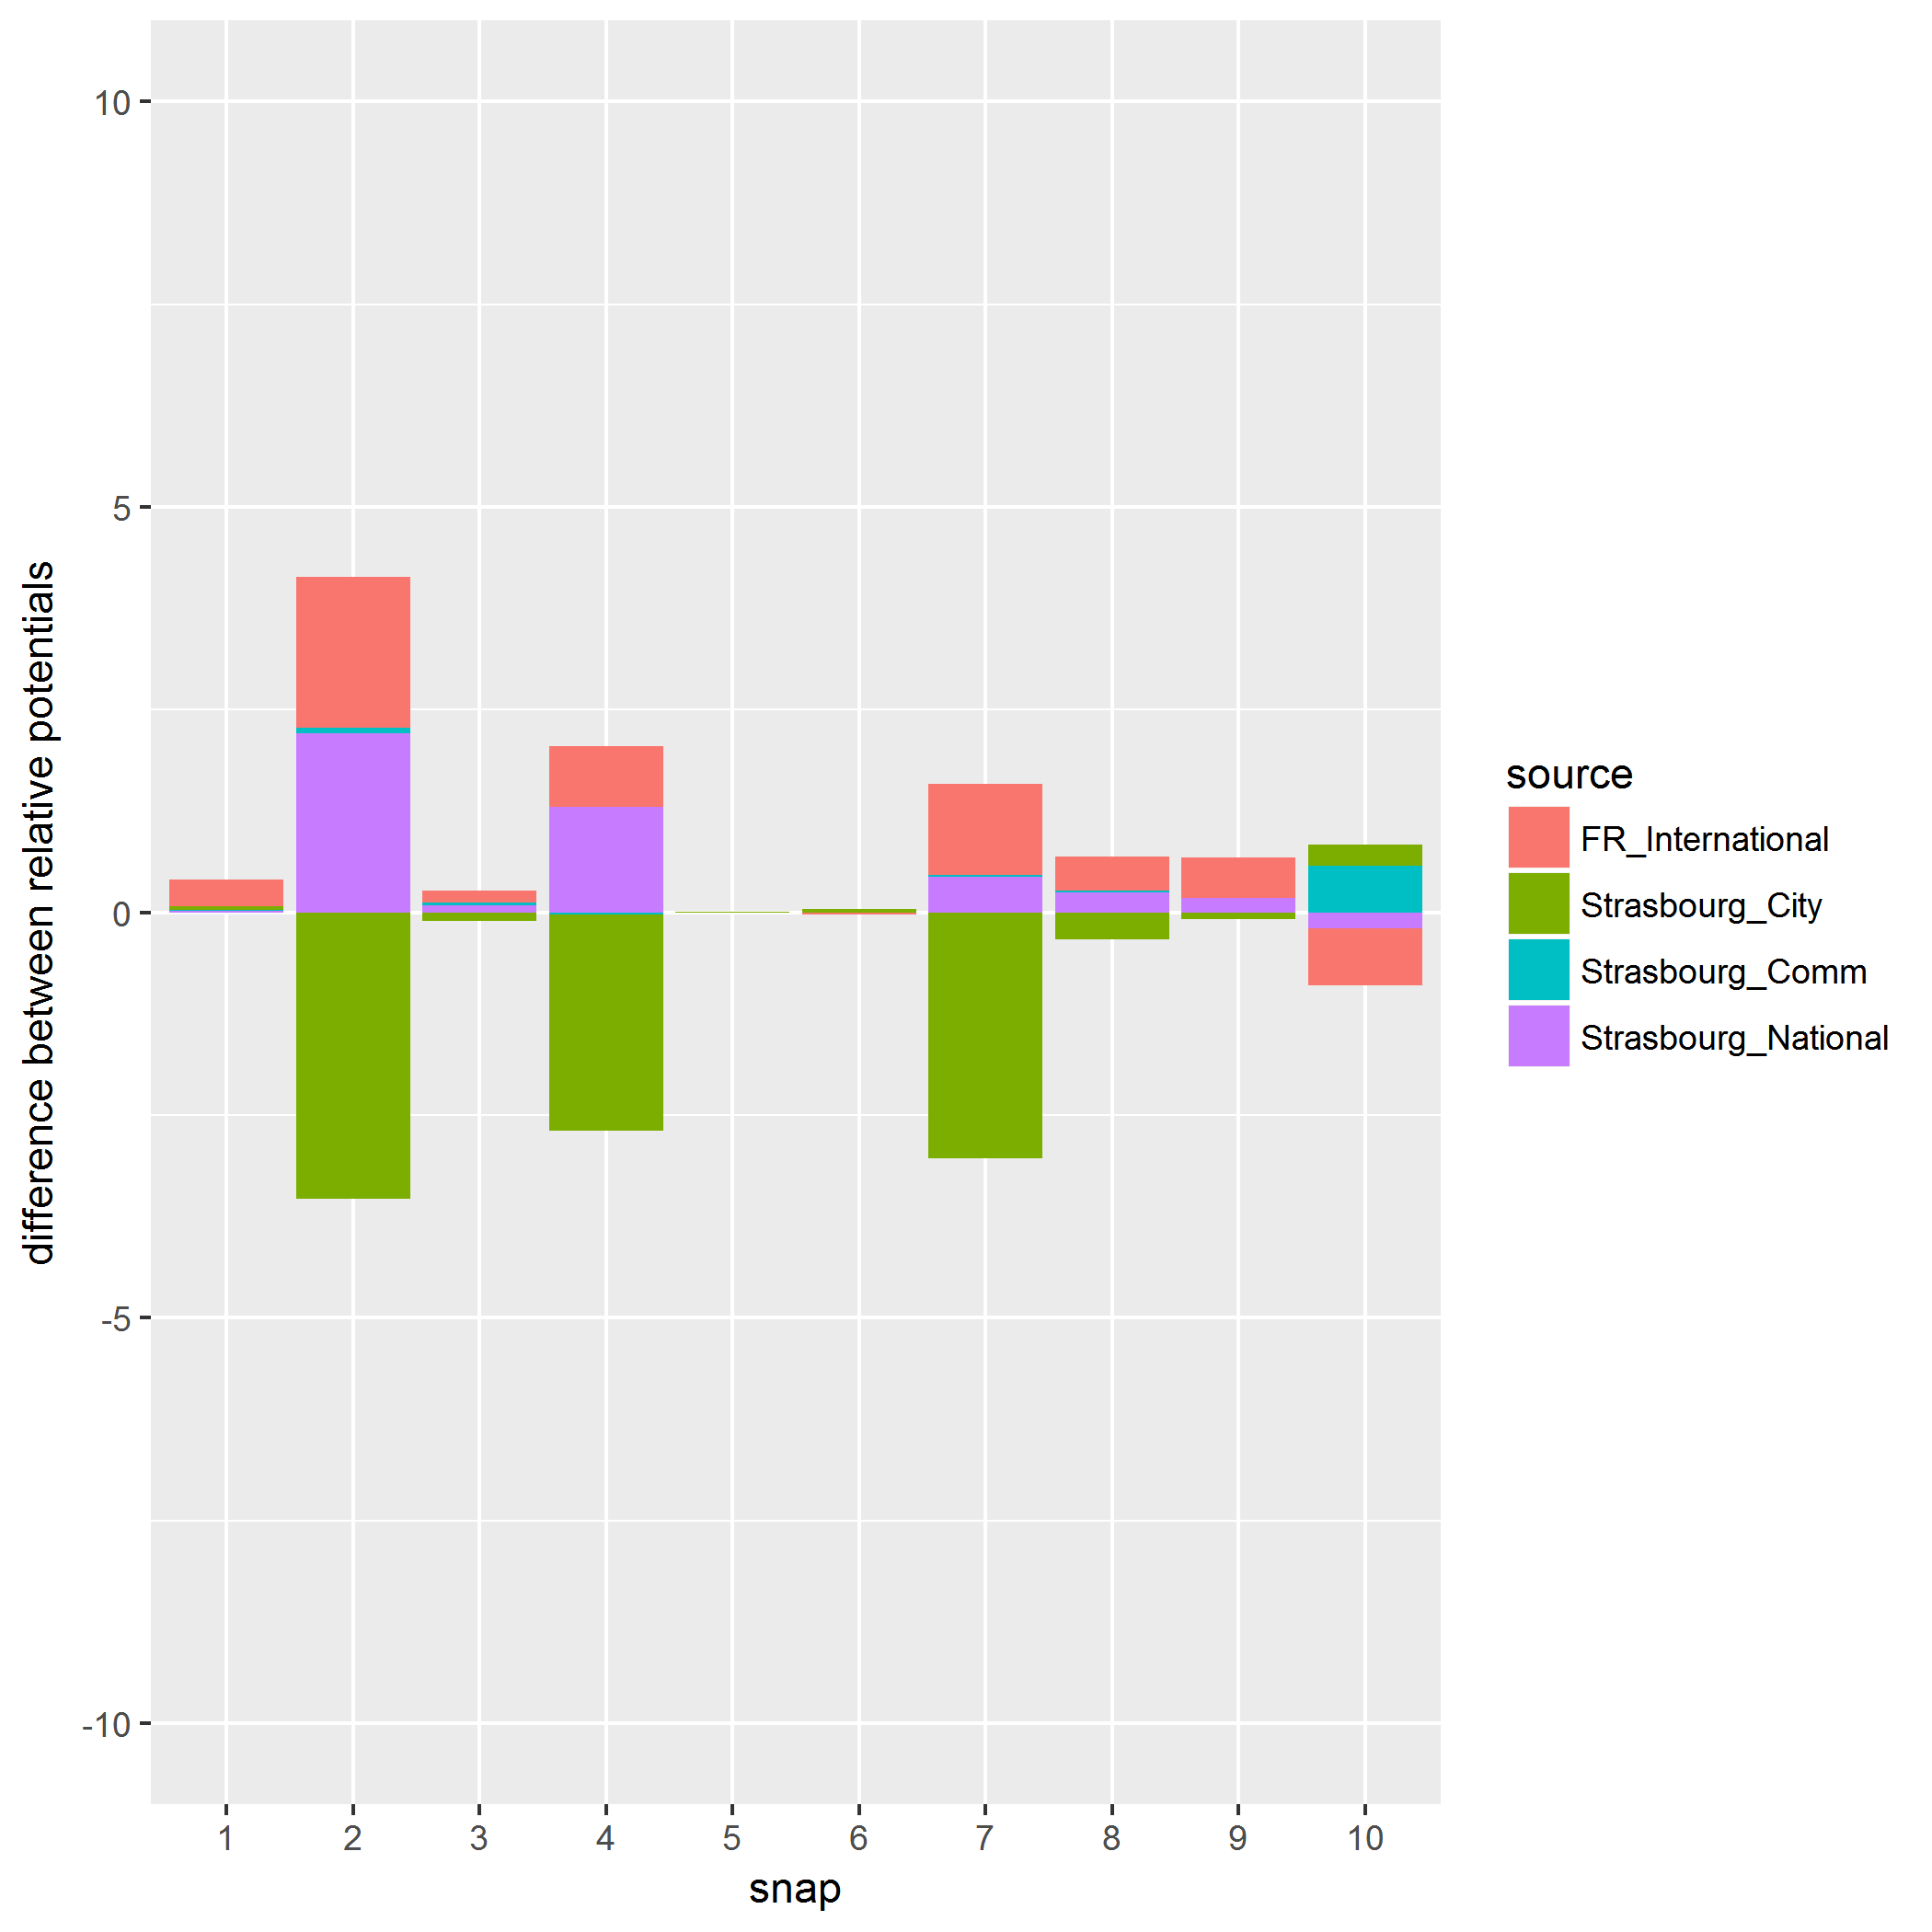 difference between relative potentials
10
5
0
-5
-10
1 2 3 4 5 6 7 8 9 10
snap
source
FR_International
Strasbourg_City
Strasbourg_Comm
Strasbourg_National